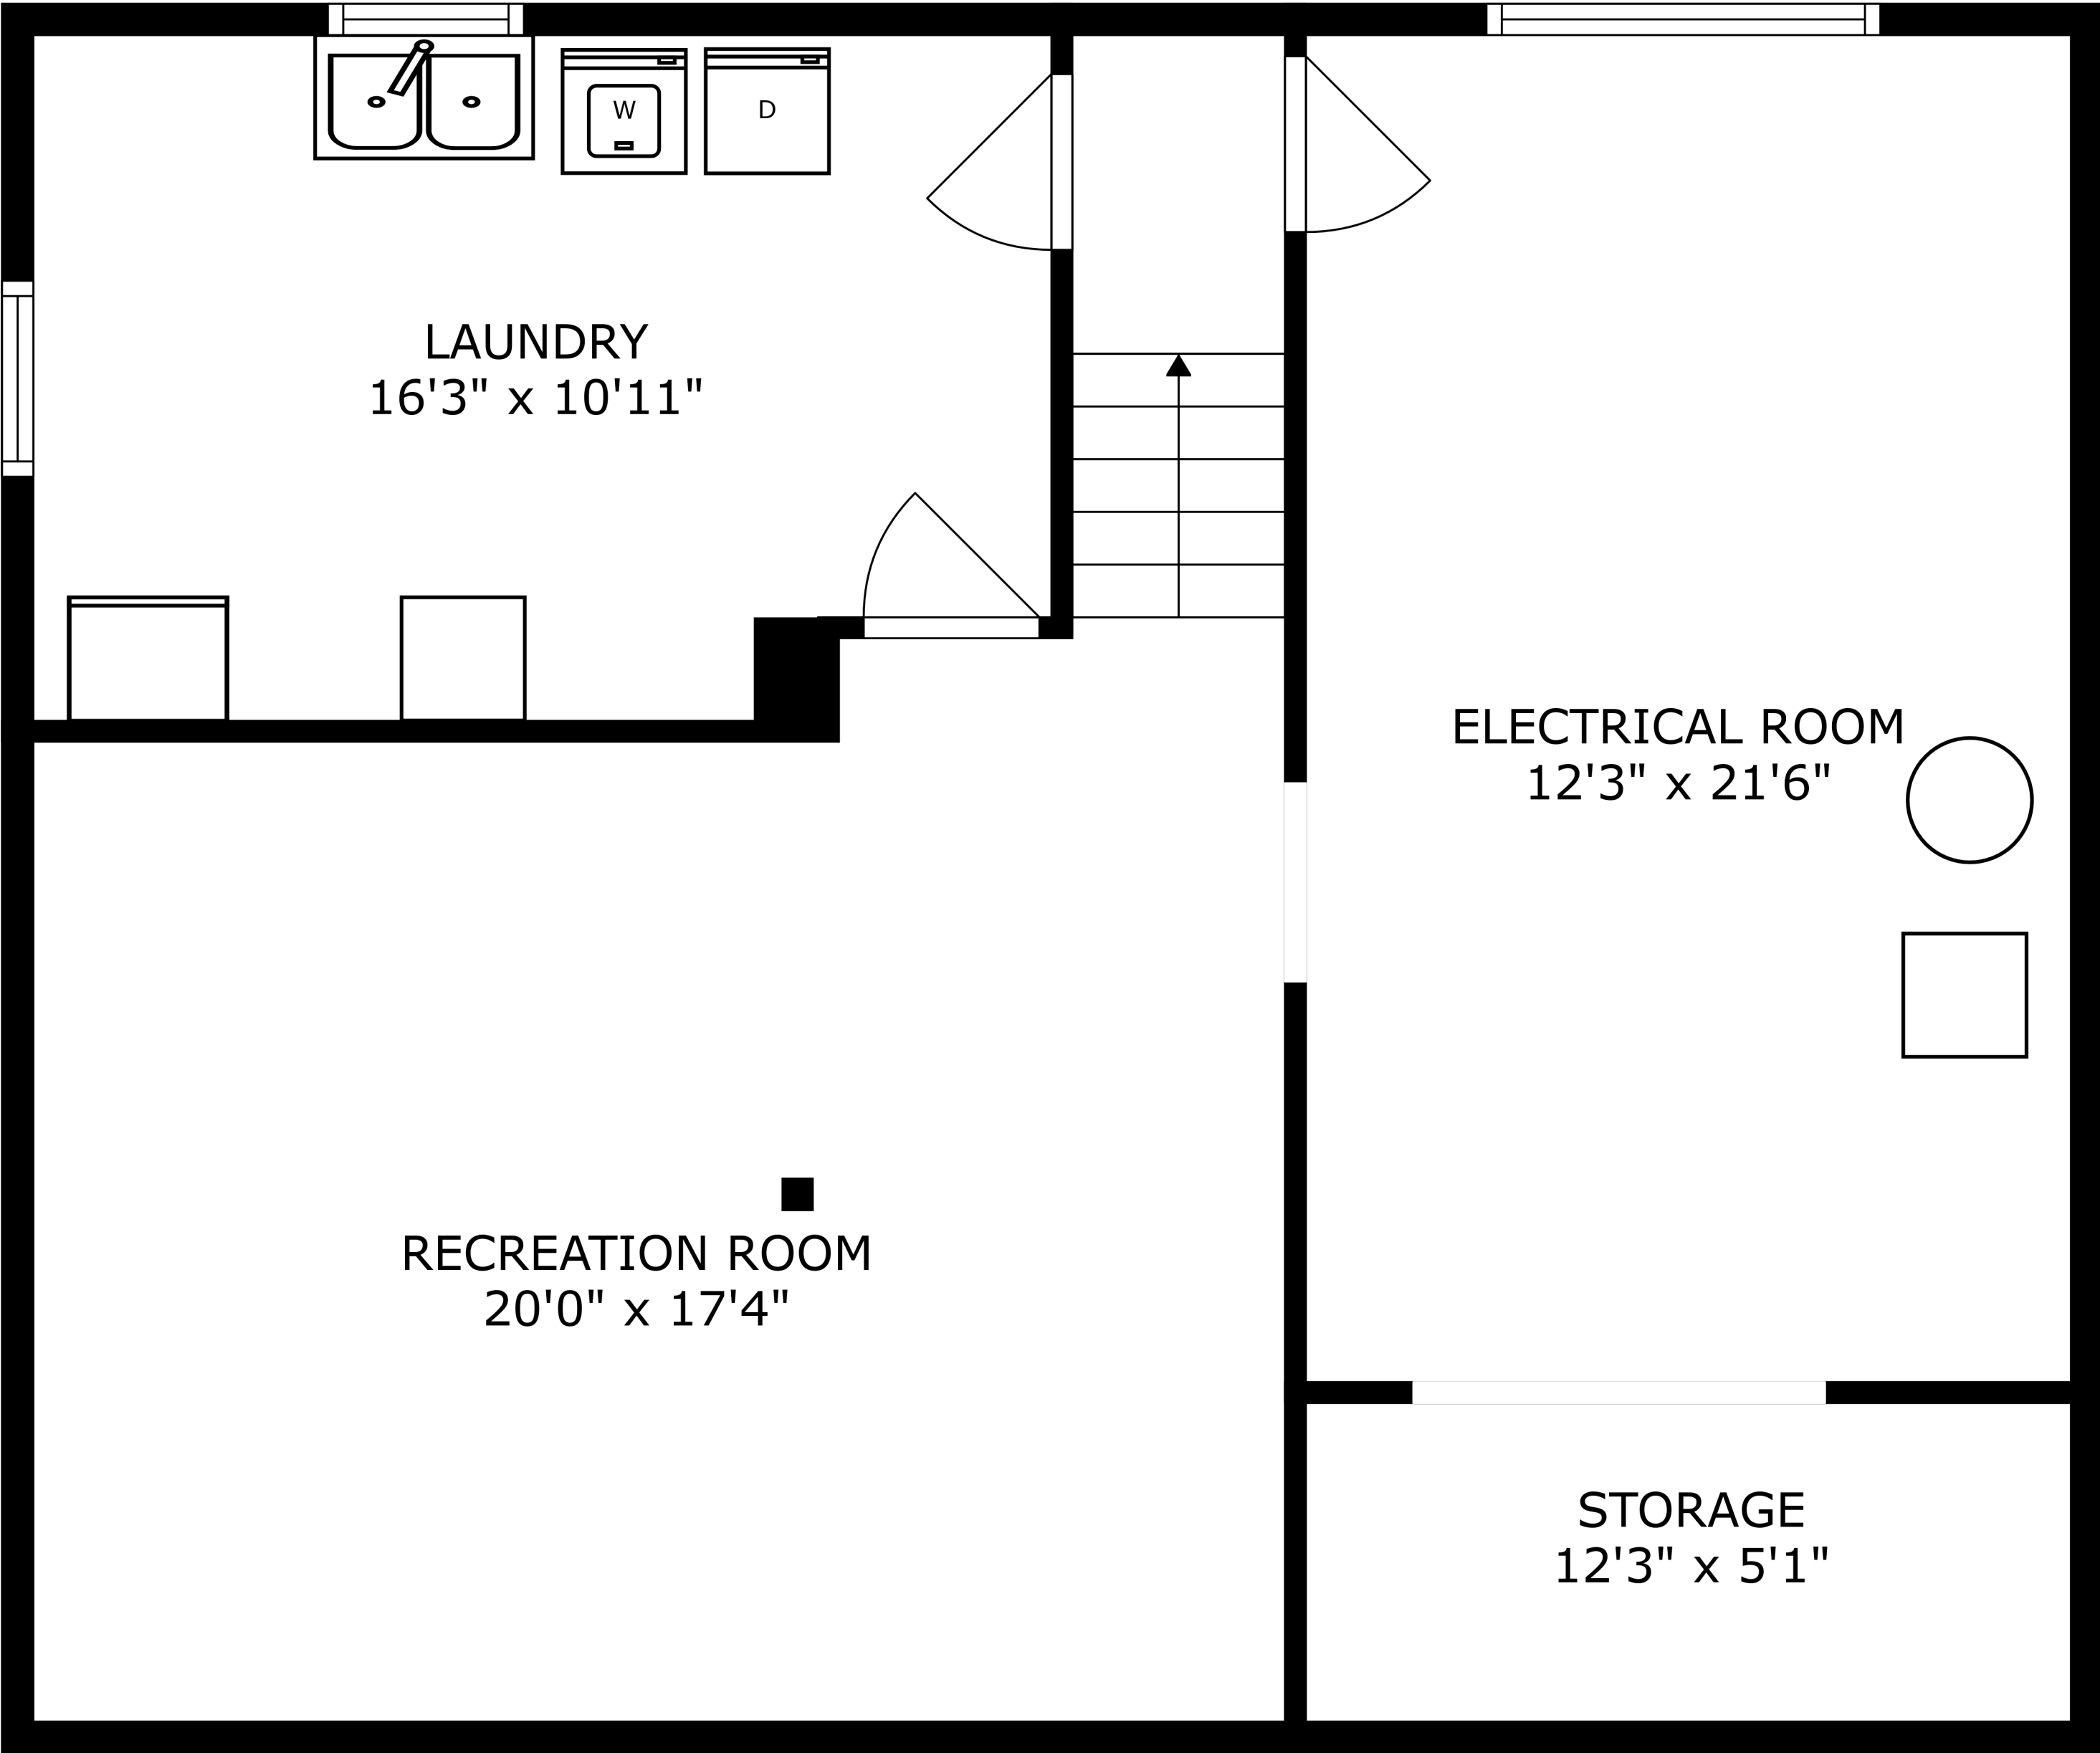 W
D
LAUNDRY
16'3" x 10'11"
ELECTRICAL ROOM
12'3" x 21'6"
RECREATION ROOM
20'0" x 17'4"
STORAGE
12'3" x 5'1"